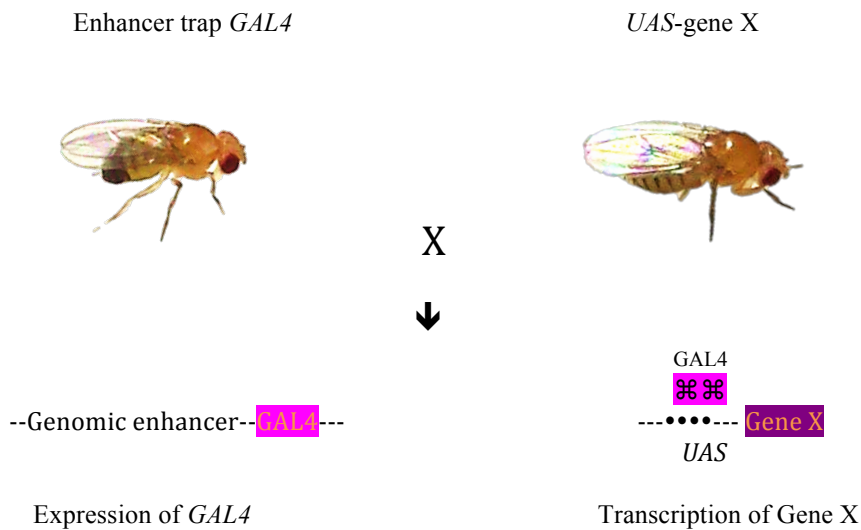 Enhancer trap GAL4
UAS-gene X
X
GAL4
⌘⌘
--Genomic enhancer--GAL4---
---••••--- Gene X
UAS
Expression of GAL4
Transcription of Gene X